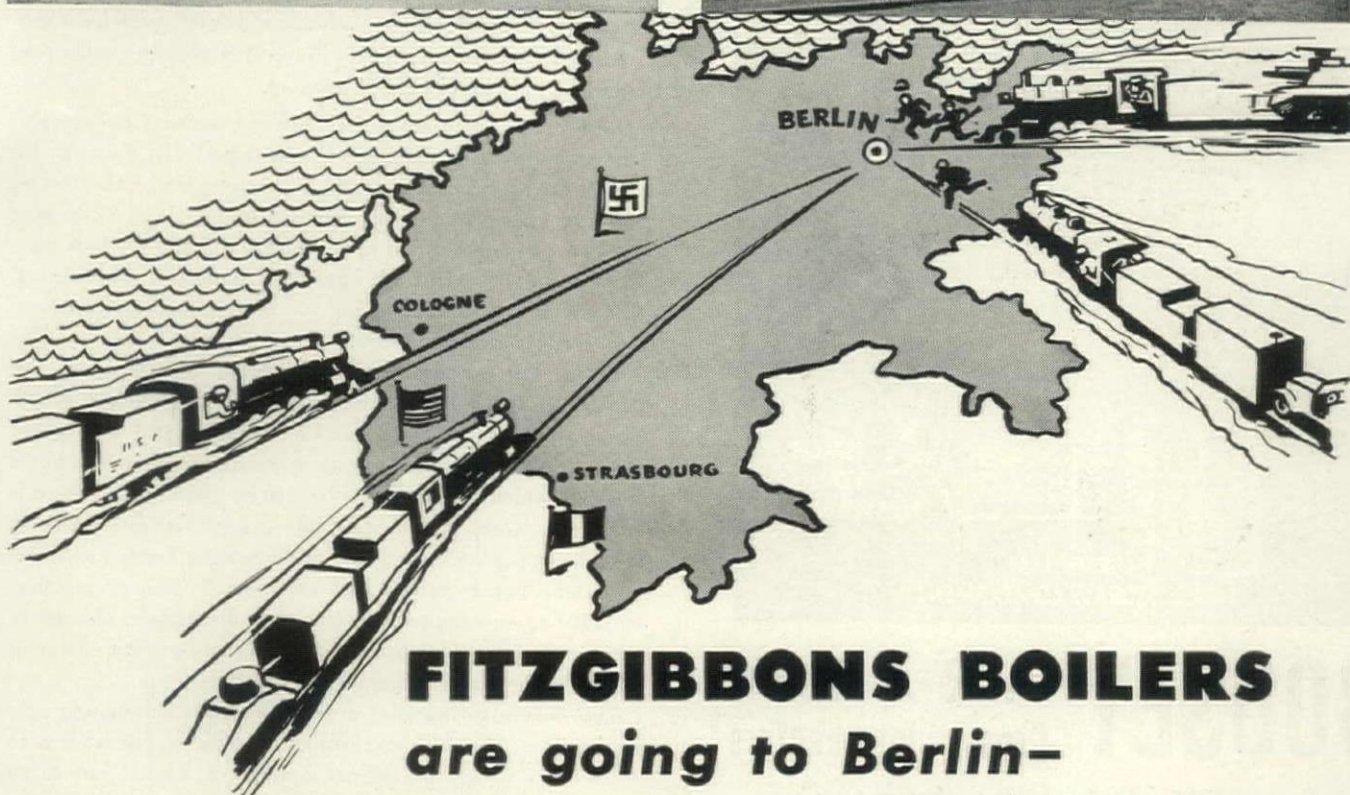 BERLIN
COLOGNE
STRASBOURG
FITZGIBBONS BOILERS
are going to Berlin—